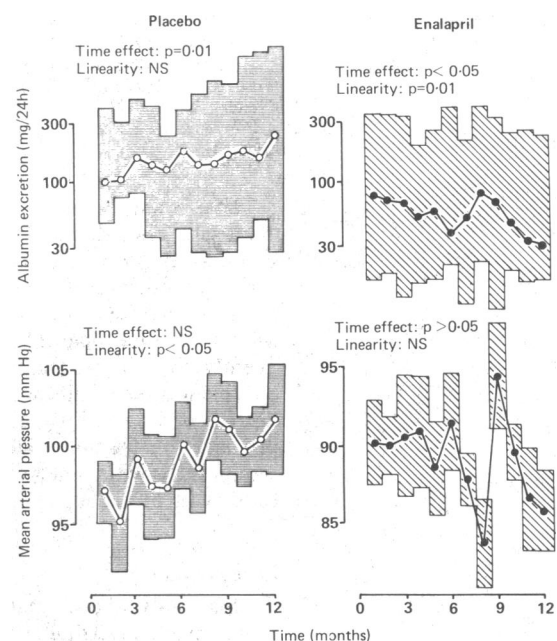 Placebo
Enalapril
Time effect: p=0·01
Linearity: NS
Time effect: p< 0·05
Linearity: p=0·01
Albumin excretion (mg/24h)
300
100
30
300
100
30
Time effect: NS
Linearity: p< 0·05
Time effect: p >0·05
Linearity: NS
Mean arterial pressure (mm Hq)
105
100
95
95
90
85
0 3 6 9 12
0 3 6 9 12
Time (months)